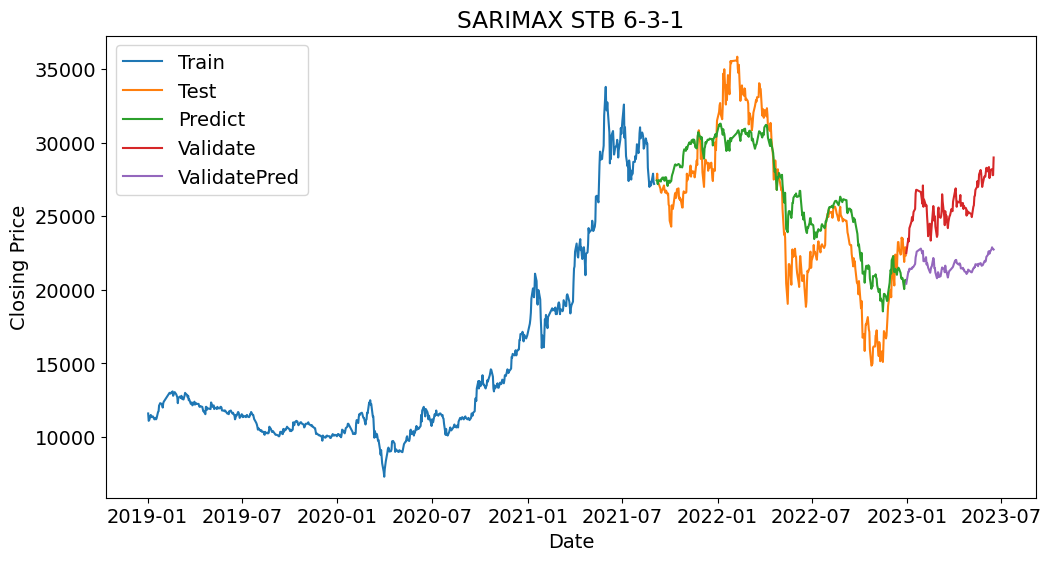 SARIMAX STB 6-3-1
Train
Test
Predict
Validate
ValidatePred
Closing Price
35000
30000
25000
20000
15000
10000
2019-01 2019-07 2020-01 2020-07 2021-01 2021-07 2022-01 2022-07 2023-01 2023-07
Date